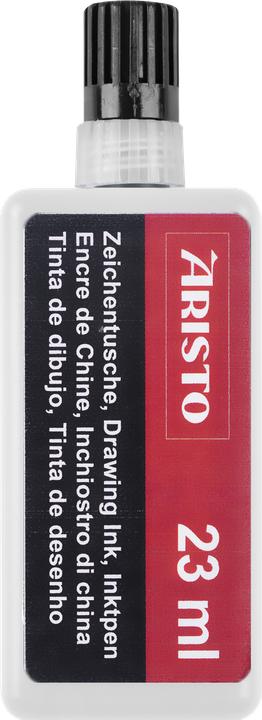 ARISTO
23 ml
Zeichentusche, Drawing Ink, Inktpen
Encre de Chine, Inchiostro di china
Tinta de dibujo, Tinta de desenho